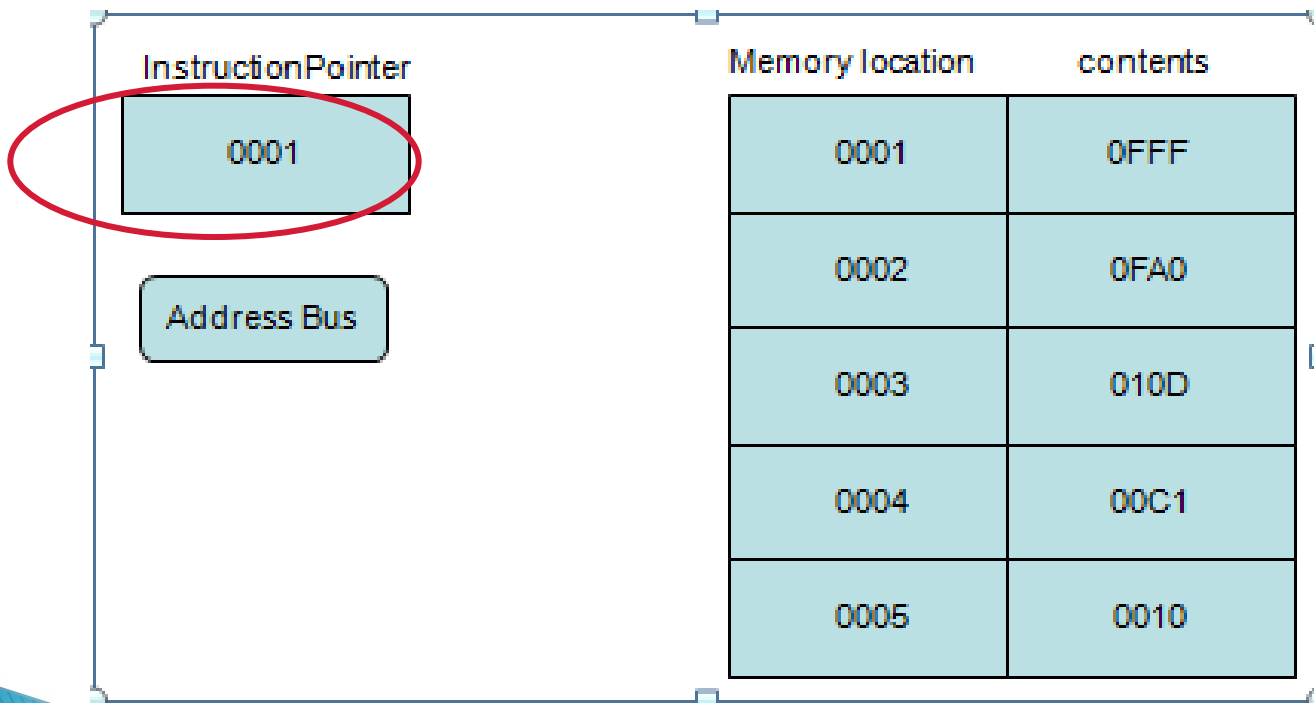 InstructionPointer
0001
Address Bus
Memory location contents
0001 0FFF
0002 0FA0
0003 010D
0004 00C1
0005 0010